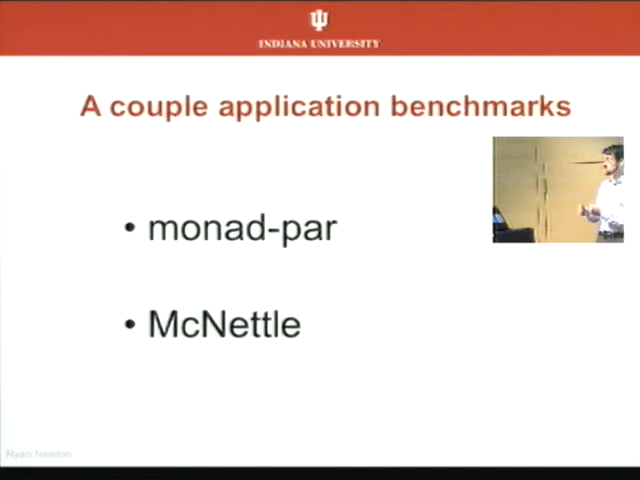 INDIANA UNIVERSITY
A couple application benchmarks
• monad-par
• McNettle
Ryan Newton